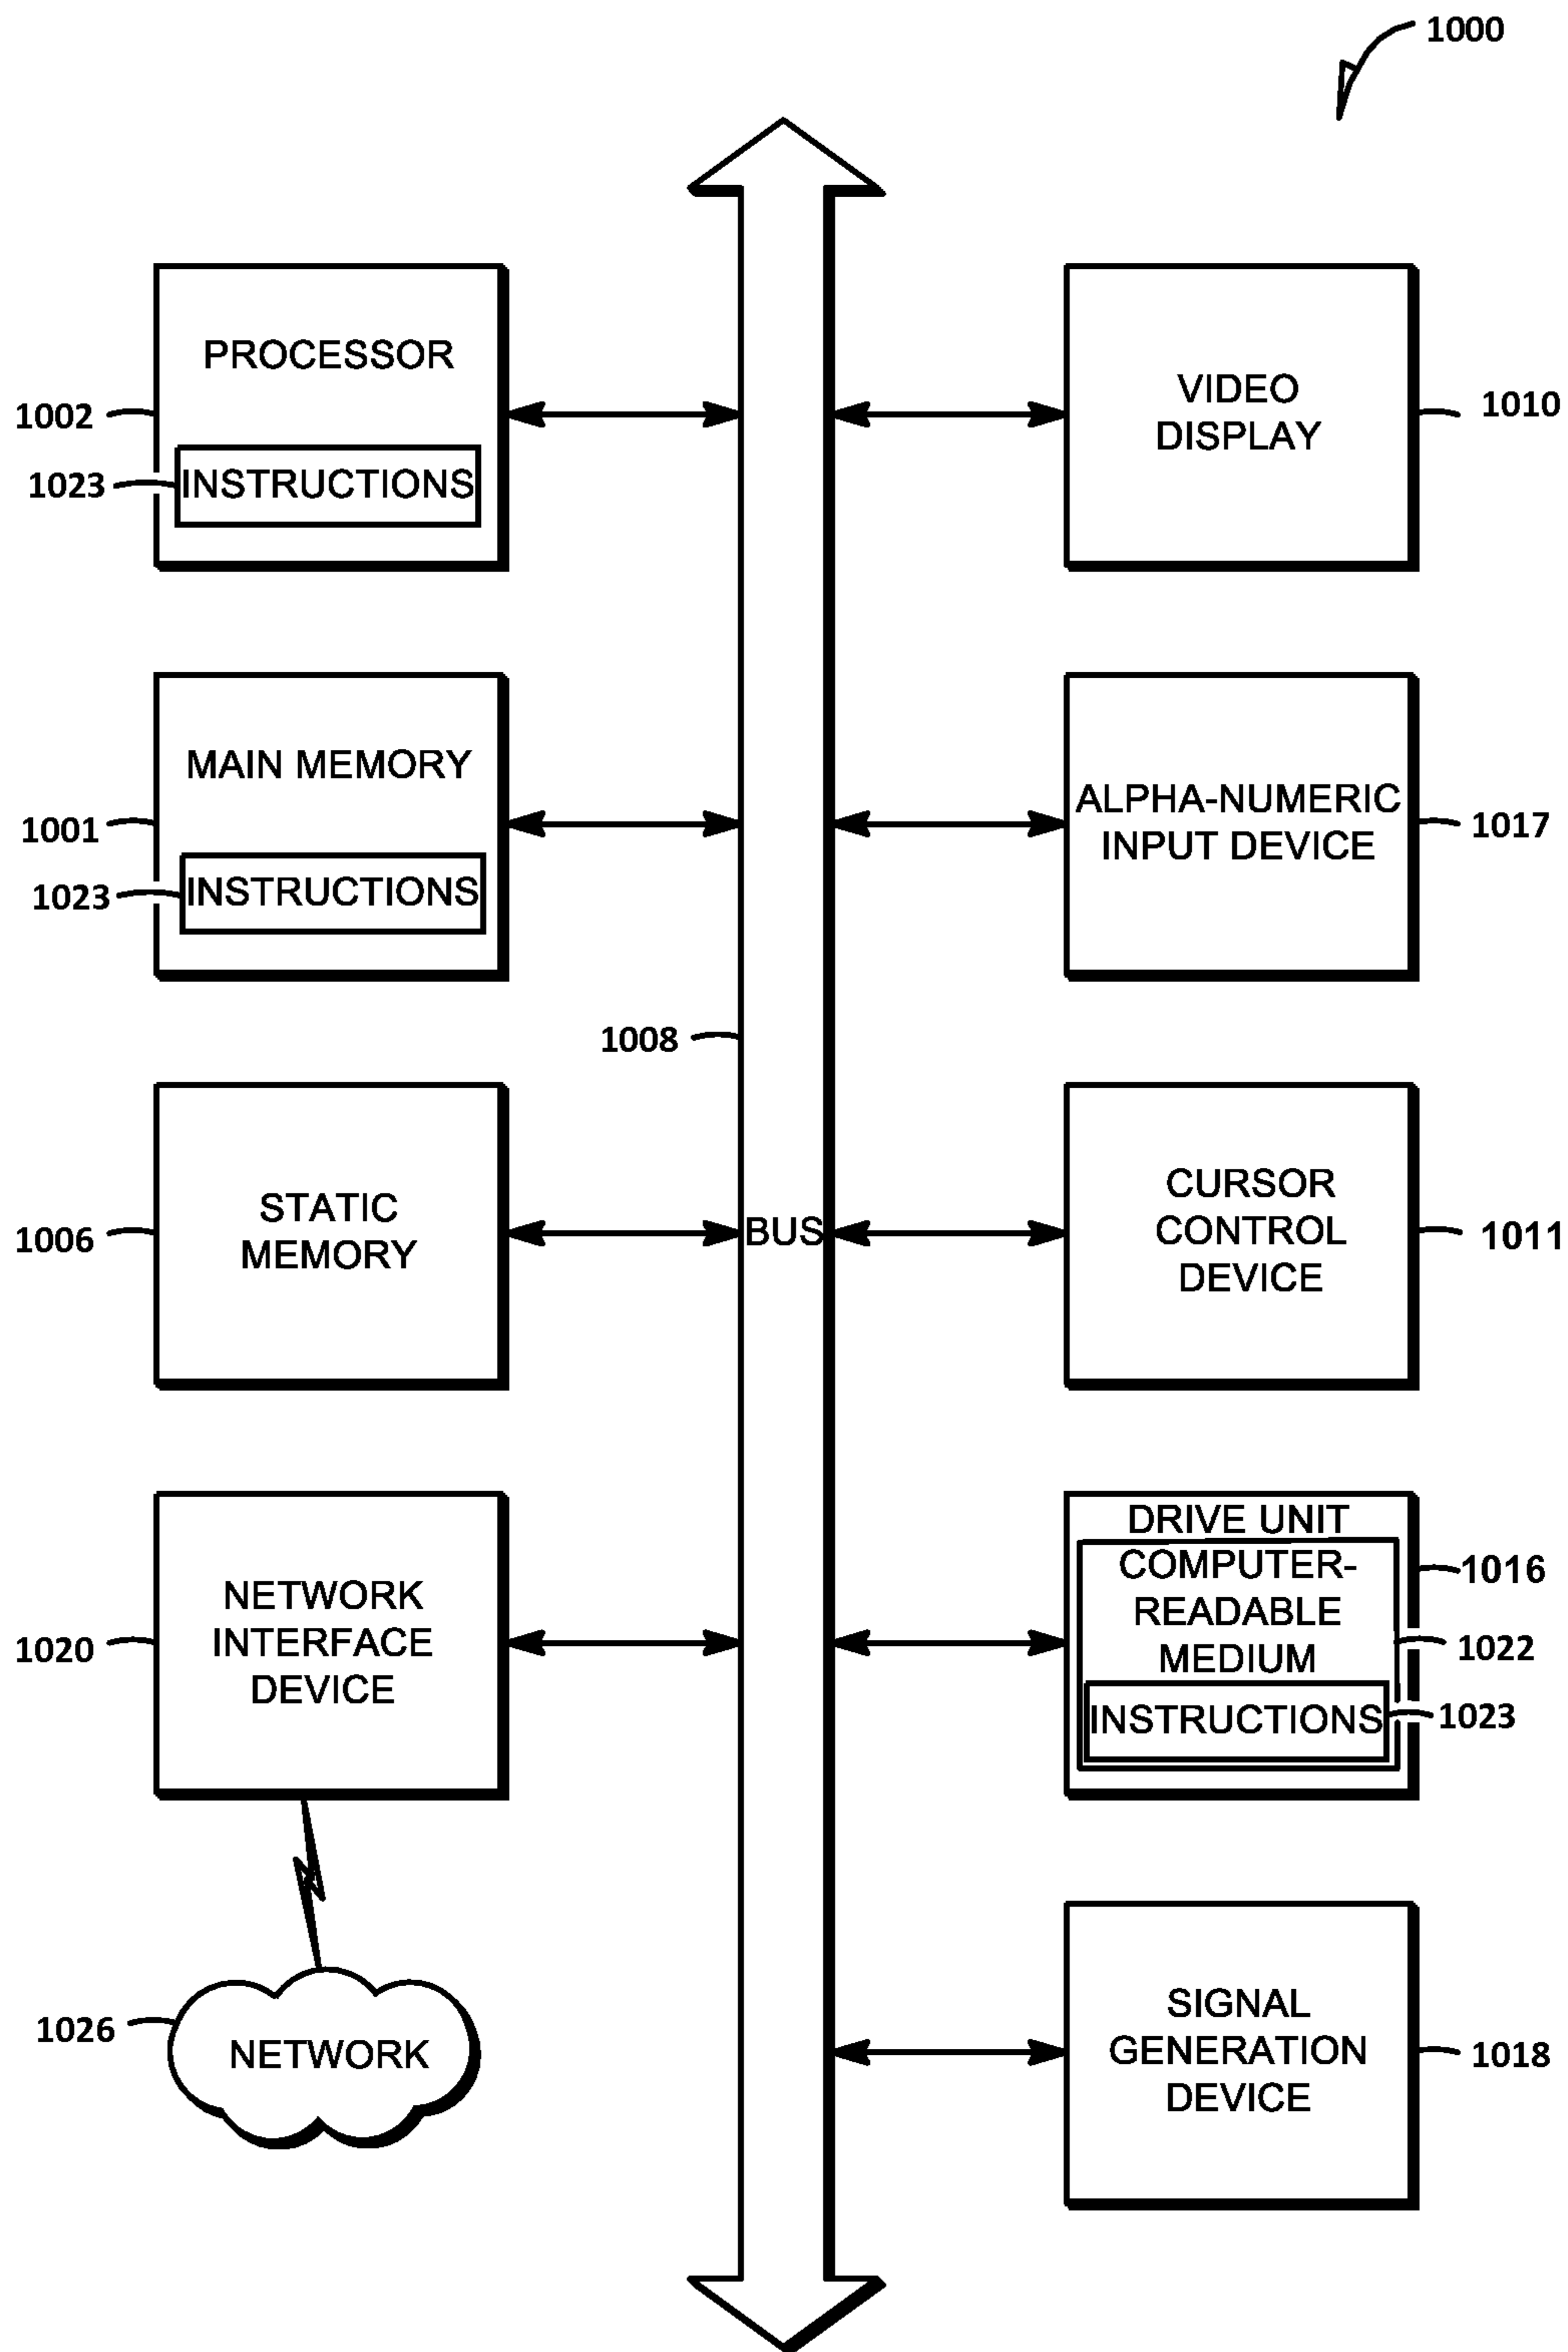 1000
PROCESSOR
1002
1023
INSTRUCTIONS
VIDEO
DISPLAY
1010
MAIN MEMORY
1001
1023
INSTRUCTIONS
ALPHA-NUMERIC
INPUT DEVICE
1017
1008
STATIC
MEMORY
1006
BUS
CURSOR
CONTROL
DEVICE
1011
NETWORK
INTERFACE
DEVICE
1020
DRIVE UNIT
COMPUTER-
READABLE
MEDIUM
INSTRUCTIONS
1016
1022
1023
1026
NETWORK
SIGNAL
GENERATION
DEVICE
1018